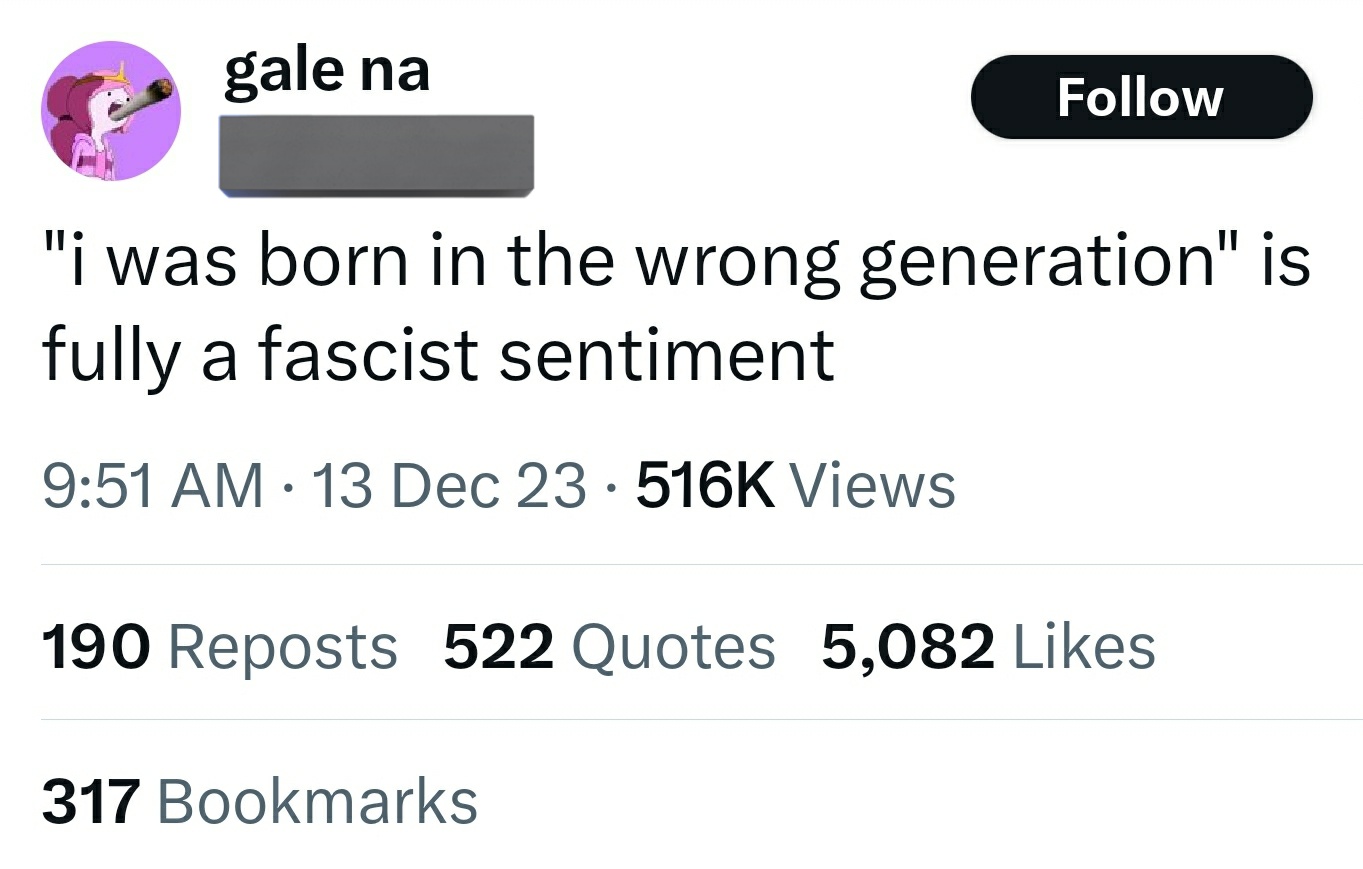 gale na
Follow
"i was born in the wrong generation" is
fully a fascist sentiment
9:51 AM · 13 Dec 23 · 516K Views
190 Reposts 522 Quotes 5,082 Likes
317 Bookmarks